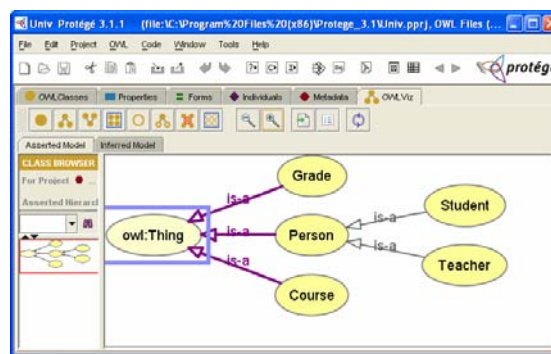 Univ Protégé 3.1.1 (file:\C:\Program%20Files%20(x86)\Protege_3.1\Univ.pprj, OWL Files (...
File Edit Project OWL Code Window Tools Help
protégé
OWLClasses Properties Forms Individuals Metadata OWLViz
Asserted Model Inferred Model
CLASS BROWSER
For Project
Asserted Hierarc
Grade
is-a
Student
is-a
owl:Thing
is-a
Person
is-a
Teacher
is-a
Course